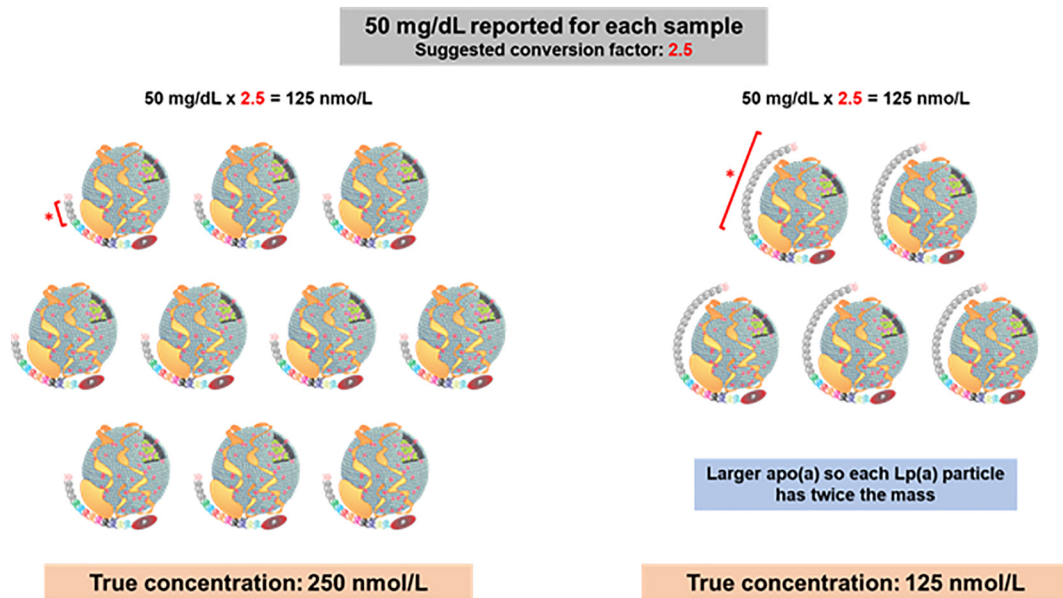 50 mg/dL reported for each sample
Suggested conversion factor: 2.5
50 mg/dL x 2.5 = 125 nmo/L
50 mg/dL x 2.5 = 125 nmo/L
*
*
Larger apo(a) so each Lp(a) particle
has twice the mass
True concentration: 250 nmol/L
True concentration: 125 nmol/L